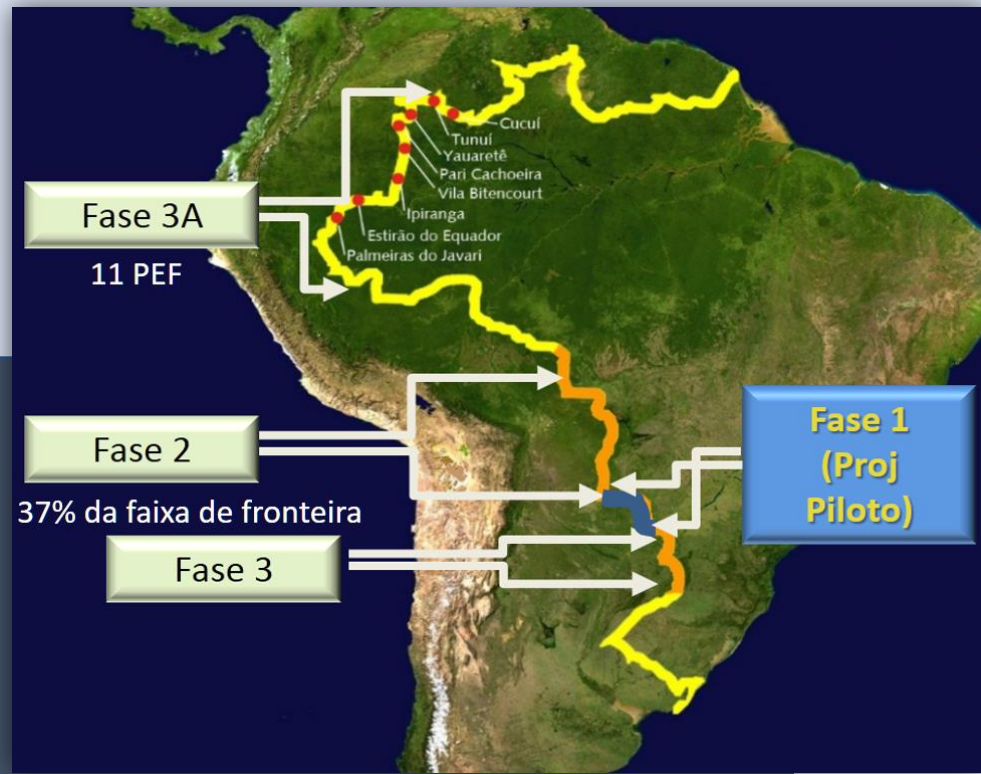 Cucuí
Tunuí
Yauaretê
Pari Cachoeira
Vila Bitencourt
Ipiranga
Estirão do Equador
Palmeiras do Javari
Fase 3A
11 PEF
Fase 2
37% da faixa de fronteira
Fase 3
Fase 1
(Proj
Piloto)